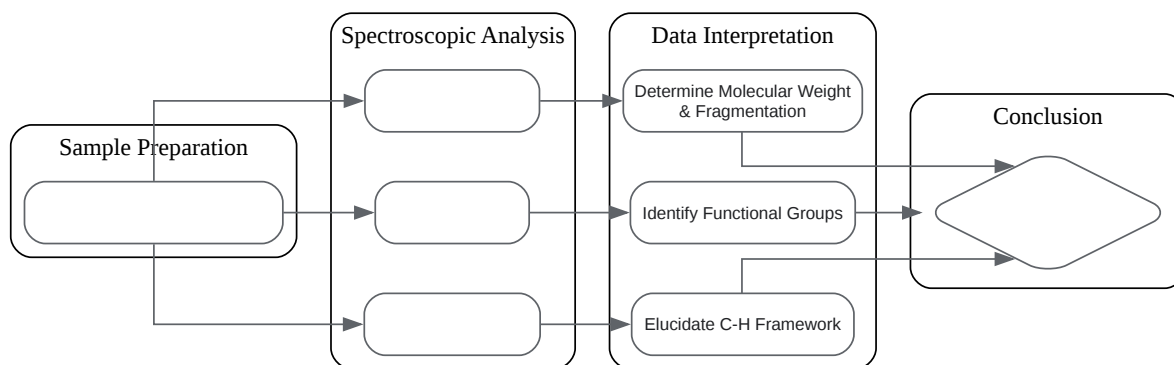 Spectroscopic Analysis
Data Interpretation
Determine Molecular Weight
& Fragmentation
Conclusion
Sample Preparation
Identify Functional Groups
Elucidate C-H Framework